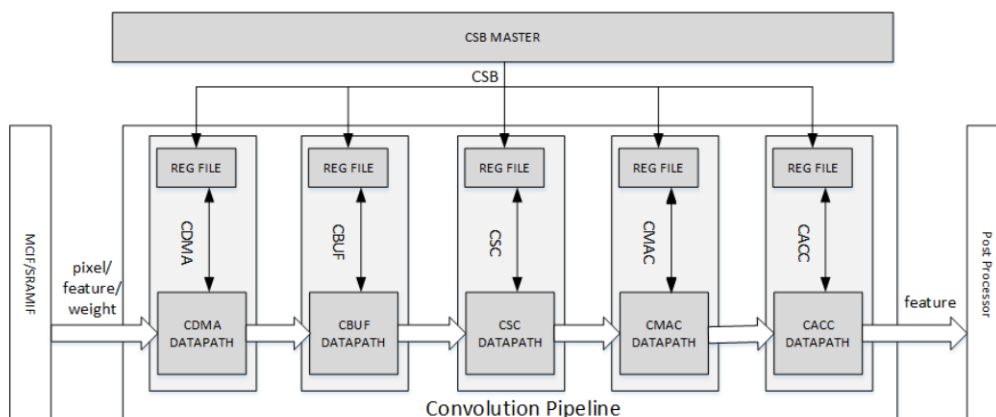 CSB MASTER
CSB
REG FILE
REG FILE
REG FILE
REG FILE
REG FILE
CDMA
CBUF
CSC
CMAC
CACC
MCIF/SRAMIF
pixel/
feature/
weight
CDMA
DATAPATH
CBUF
DATAPATH
CSC
DATAPATH
CMAC
DATAPATH
CACC
DATAPATH
feature
Post Processor
Convolution Pipeline